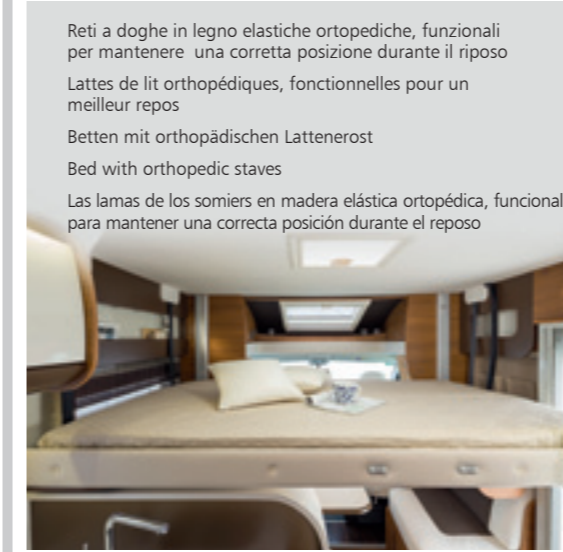 Reti a doghe in legno elastiche ortopediche, funzionali
per mantenere una corretta posizione durante il riposo
Lattes de lit orthopédiques, fonctionnelles pour un
meilleur repos
Betten mit orthopädischen Lattenerost
Bed with orthopedic staves
Las lamas de los somiers en madera elástica ortopédica, funcional
para mantener una correcta posición durante el reposo